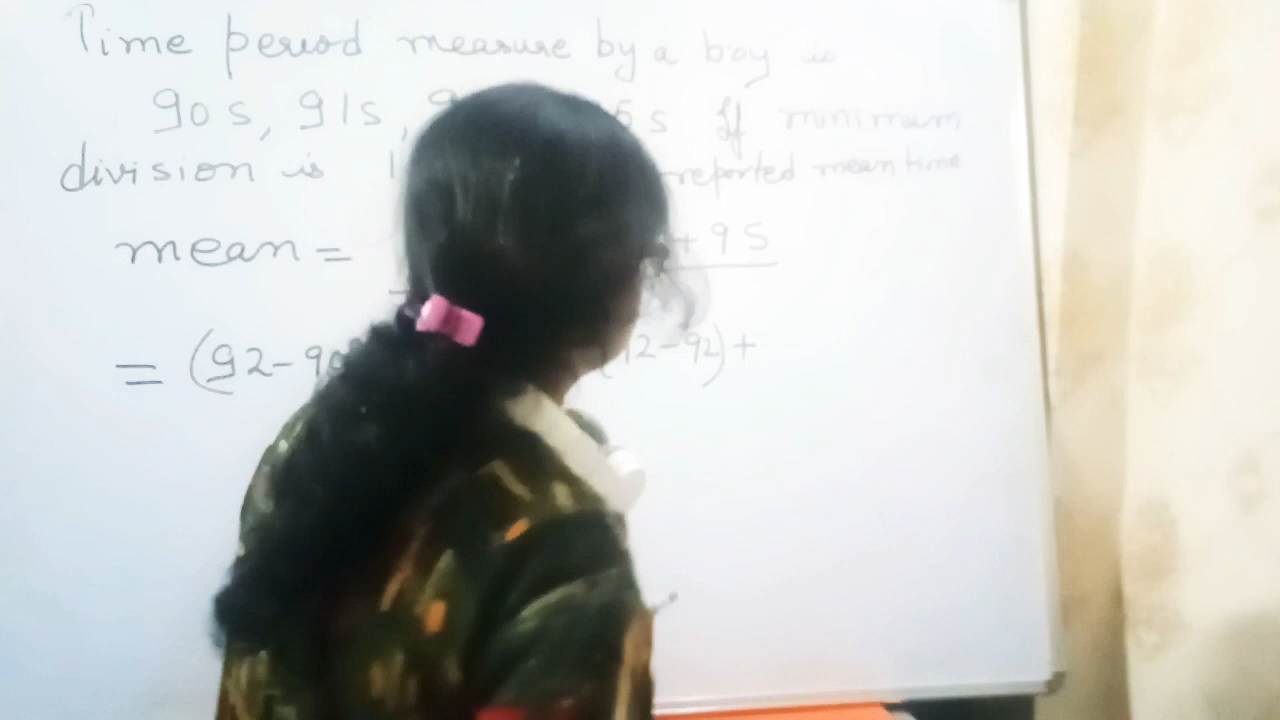 Time period measure by a boy is
90s, 91s, 9 5s If minimum
division is 1 reported mean time
mean = + 95
= (92-90 2-92) +